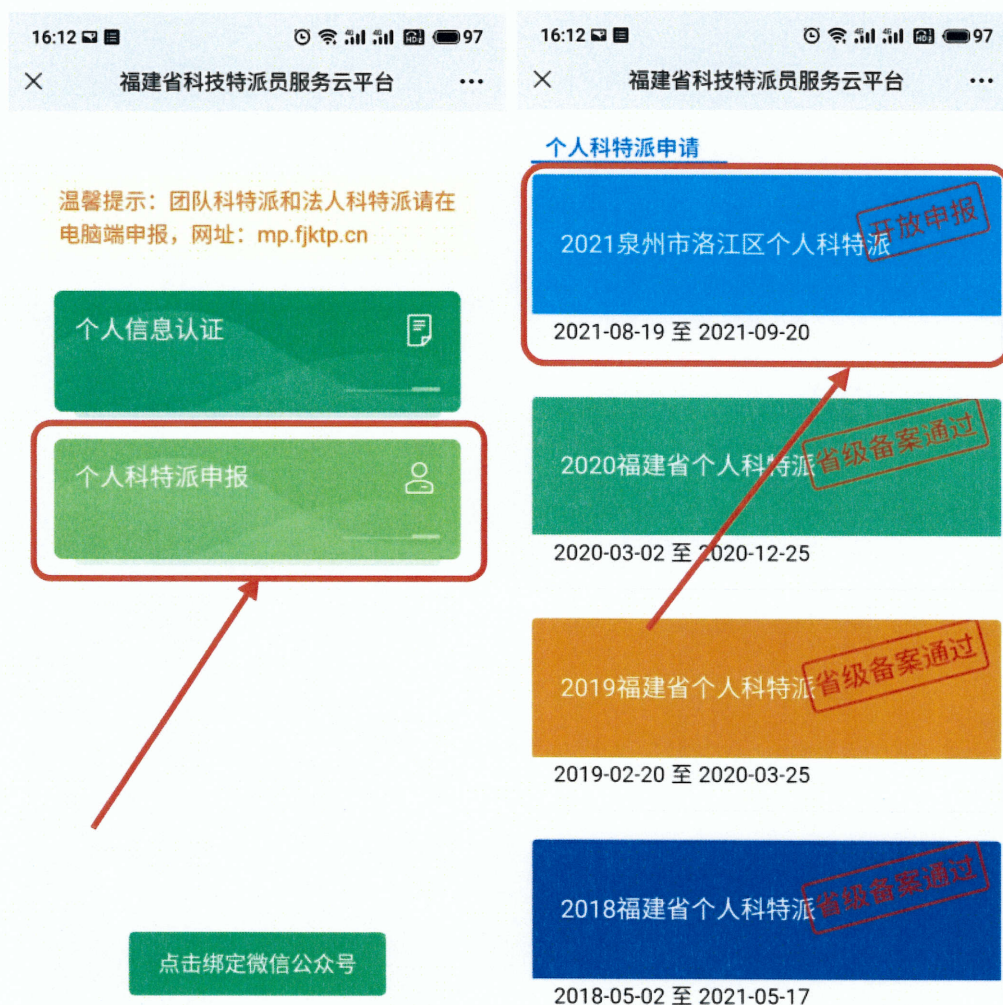 16:12
97
福建省科技特派员服务云平台
温馨提示：团队科特派和法人科特派请在
电脑端申报，网址：mp.fjktp.cn
个人信息认证
个人科特派申报
点击绑定微信公众号
16:12
97
福建省科技特派员服务云平台
个人科特派申请
开放申报
2021泉州市洛江区个人科特派
2021-08-19 至 2021-09-20
省级备案通过
2020福建省个人科特派
2020-03-02 至 2020-12-25
省级备案通过
2019福建省个人科特派
2019-02-20 至 2020-03-25
省级备案通过
2018福建省个人科特派
2018-05-02 至 2021-05-17